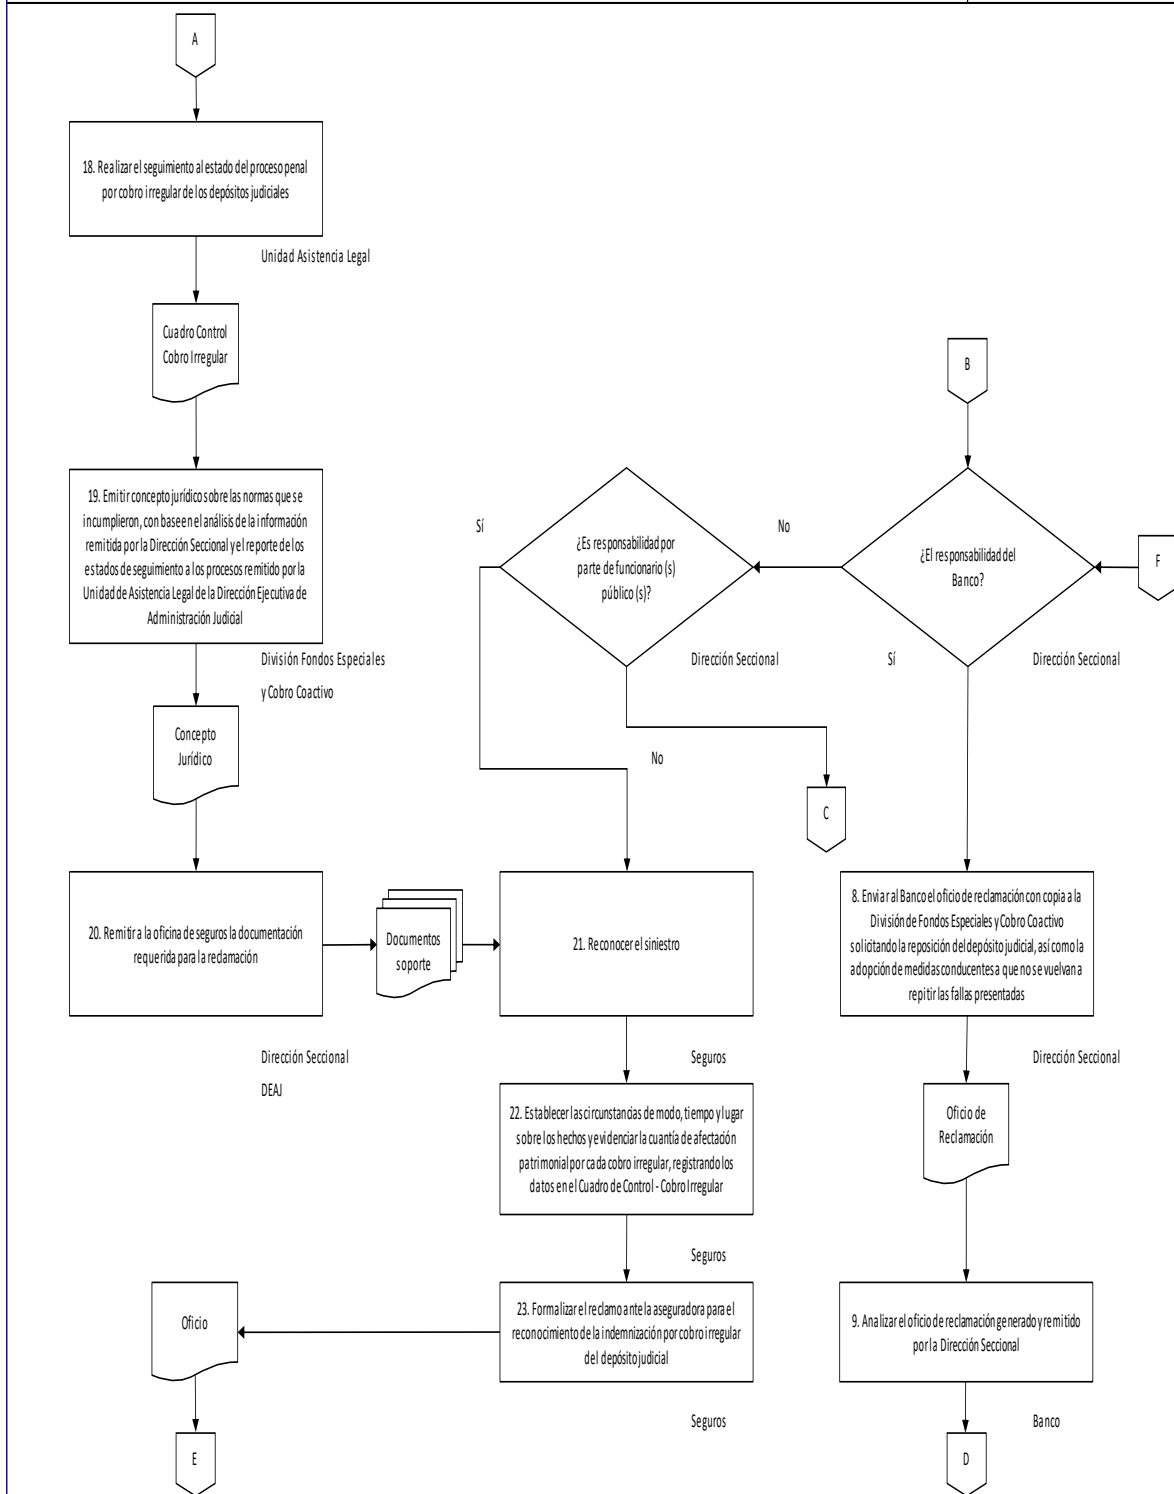 A
18. Realizar el seguimiento al estado del proceso penal
por cobro irregular de los depósitos judiciales
Unidad Asistencia Legal
Cuadro Control
Cobro Irregular
19. Emitir concepto jurídico sobre las normas que se
incumplieron, con base en el análisis de la información
remitida por la Dirección Seccional y el reporte de los
estados de seguimiento a los procesos remitido por la
Unidad de Asistencia Legal de la Dirección Ejecutiva de
Administración Judicial
División Fondos Especiales
y Cobro Coactivo
Concepto
Jurídico
20. Remitir a la oficina de seguros la documentación
requerida para la reclamación
Dirección Seccional
DEAJ
Documentos
soporte
B
¿El responsabilidad del
Banco?
F
Dirección Seccional
No
Sí
¿Es responsabilidad por
parte de funcionario (s)
público (s)?
Dirección Seccional
Sí
No
C
21. Reconocer el siniestro
Seguros
22. Establecer las circunstancias de modo, tiempo y lugar
sobre los hechos y evidenciar la cuantía de afectación
patrimonial por cada cobro irregular, registrando los
datos en el Cuadro de Control - Cobro Irregular
Seguros
23. Formalizar el reclamo ante la aseguradora para el
reconocimiento de la indemnización por cobro irregular
del depósito judicial
Seguros
Oficio
E
8. Enviar al Banco el oficio de reclamación con copia a la
División de Fondos Especiales y Cobro Coactivo
solicitando la reposición del depósito judicial, así como la
adopción de medidas conducentes a que no se vuelvan a
repitir las fallas presentadas
Dirección Seccional
Oficio de
Reclamación
9. Analizar el oficio de reclamación generado y remitido
por la Dirección Seccional
Banco
D